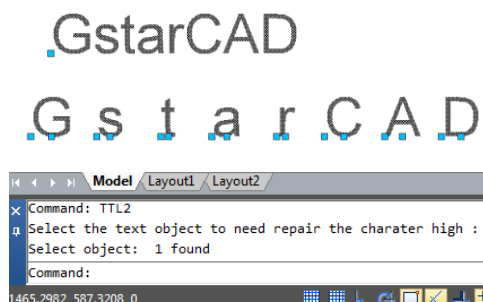 GstarCAD
G s t a r C A D
Model Layout1 Layout2
Command: TTL2
Select the text object to need repair the charater high :
Select object: 1 found
Command:
1465.2982, 587.3208, 0